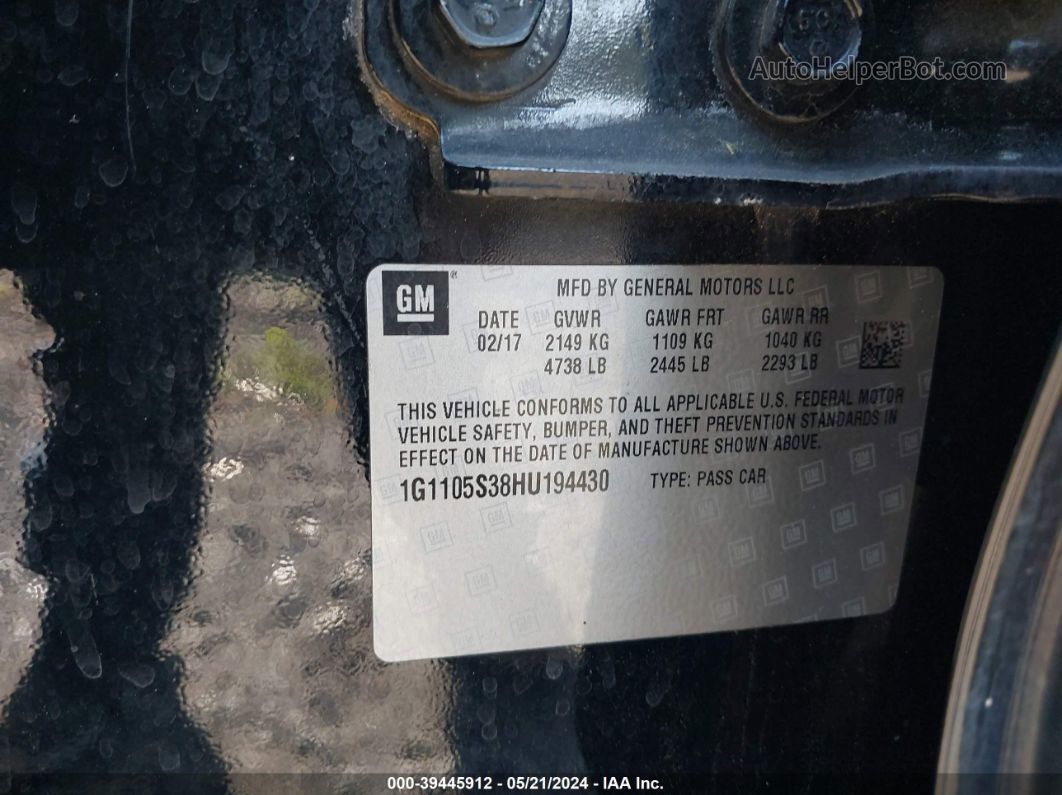 6C
AutoHelperBot.com
GM ®
MFD BY GENERAL MOTORS LLC
DATE GVWR GAWR FRT GAWR RR
02/17 2149 KG 1109 KG 1040 KG
4738 LB 2445 LB 2293 LB
THIS VEHICLE CONFORMS TO ALL APPLICABLE U.S. FEDERAL MOTOR
VEHICLE SAFETY, BUMPER, AND THEFT PREVENTION STANDARDS IN
EFFECT ON THE DATE OF MANUFACTURE SHOWN ABOVE.
1G1105S38HU194430 TYPE: PASS CAR
000-39445912 - 05/21/2024 - IAA Inc.